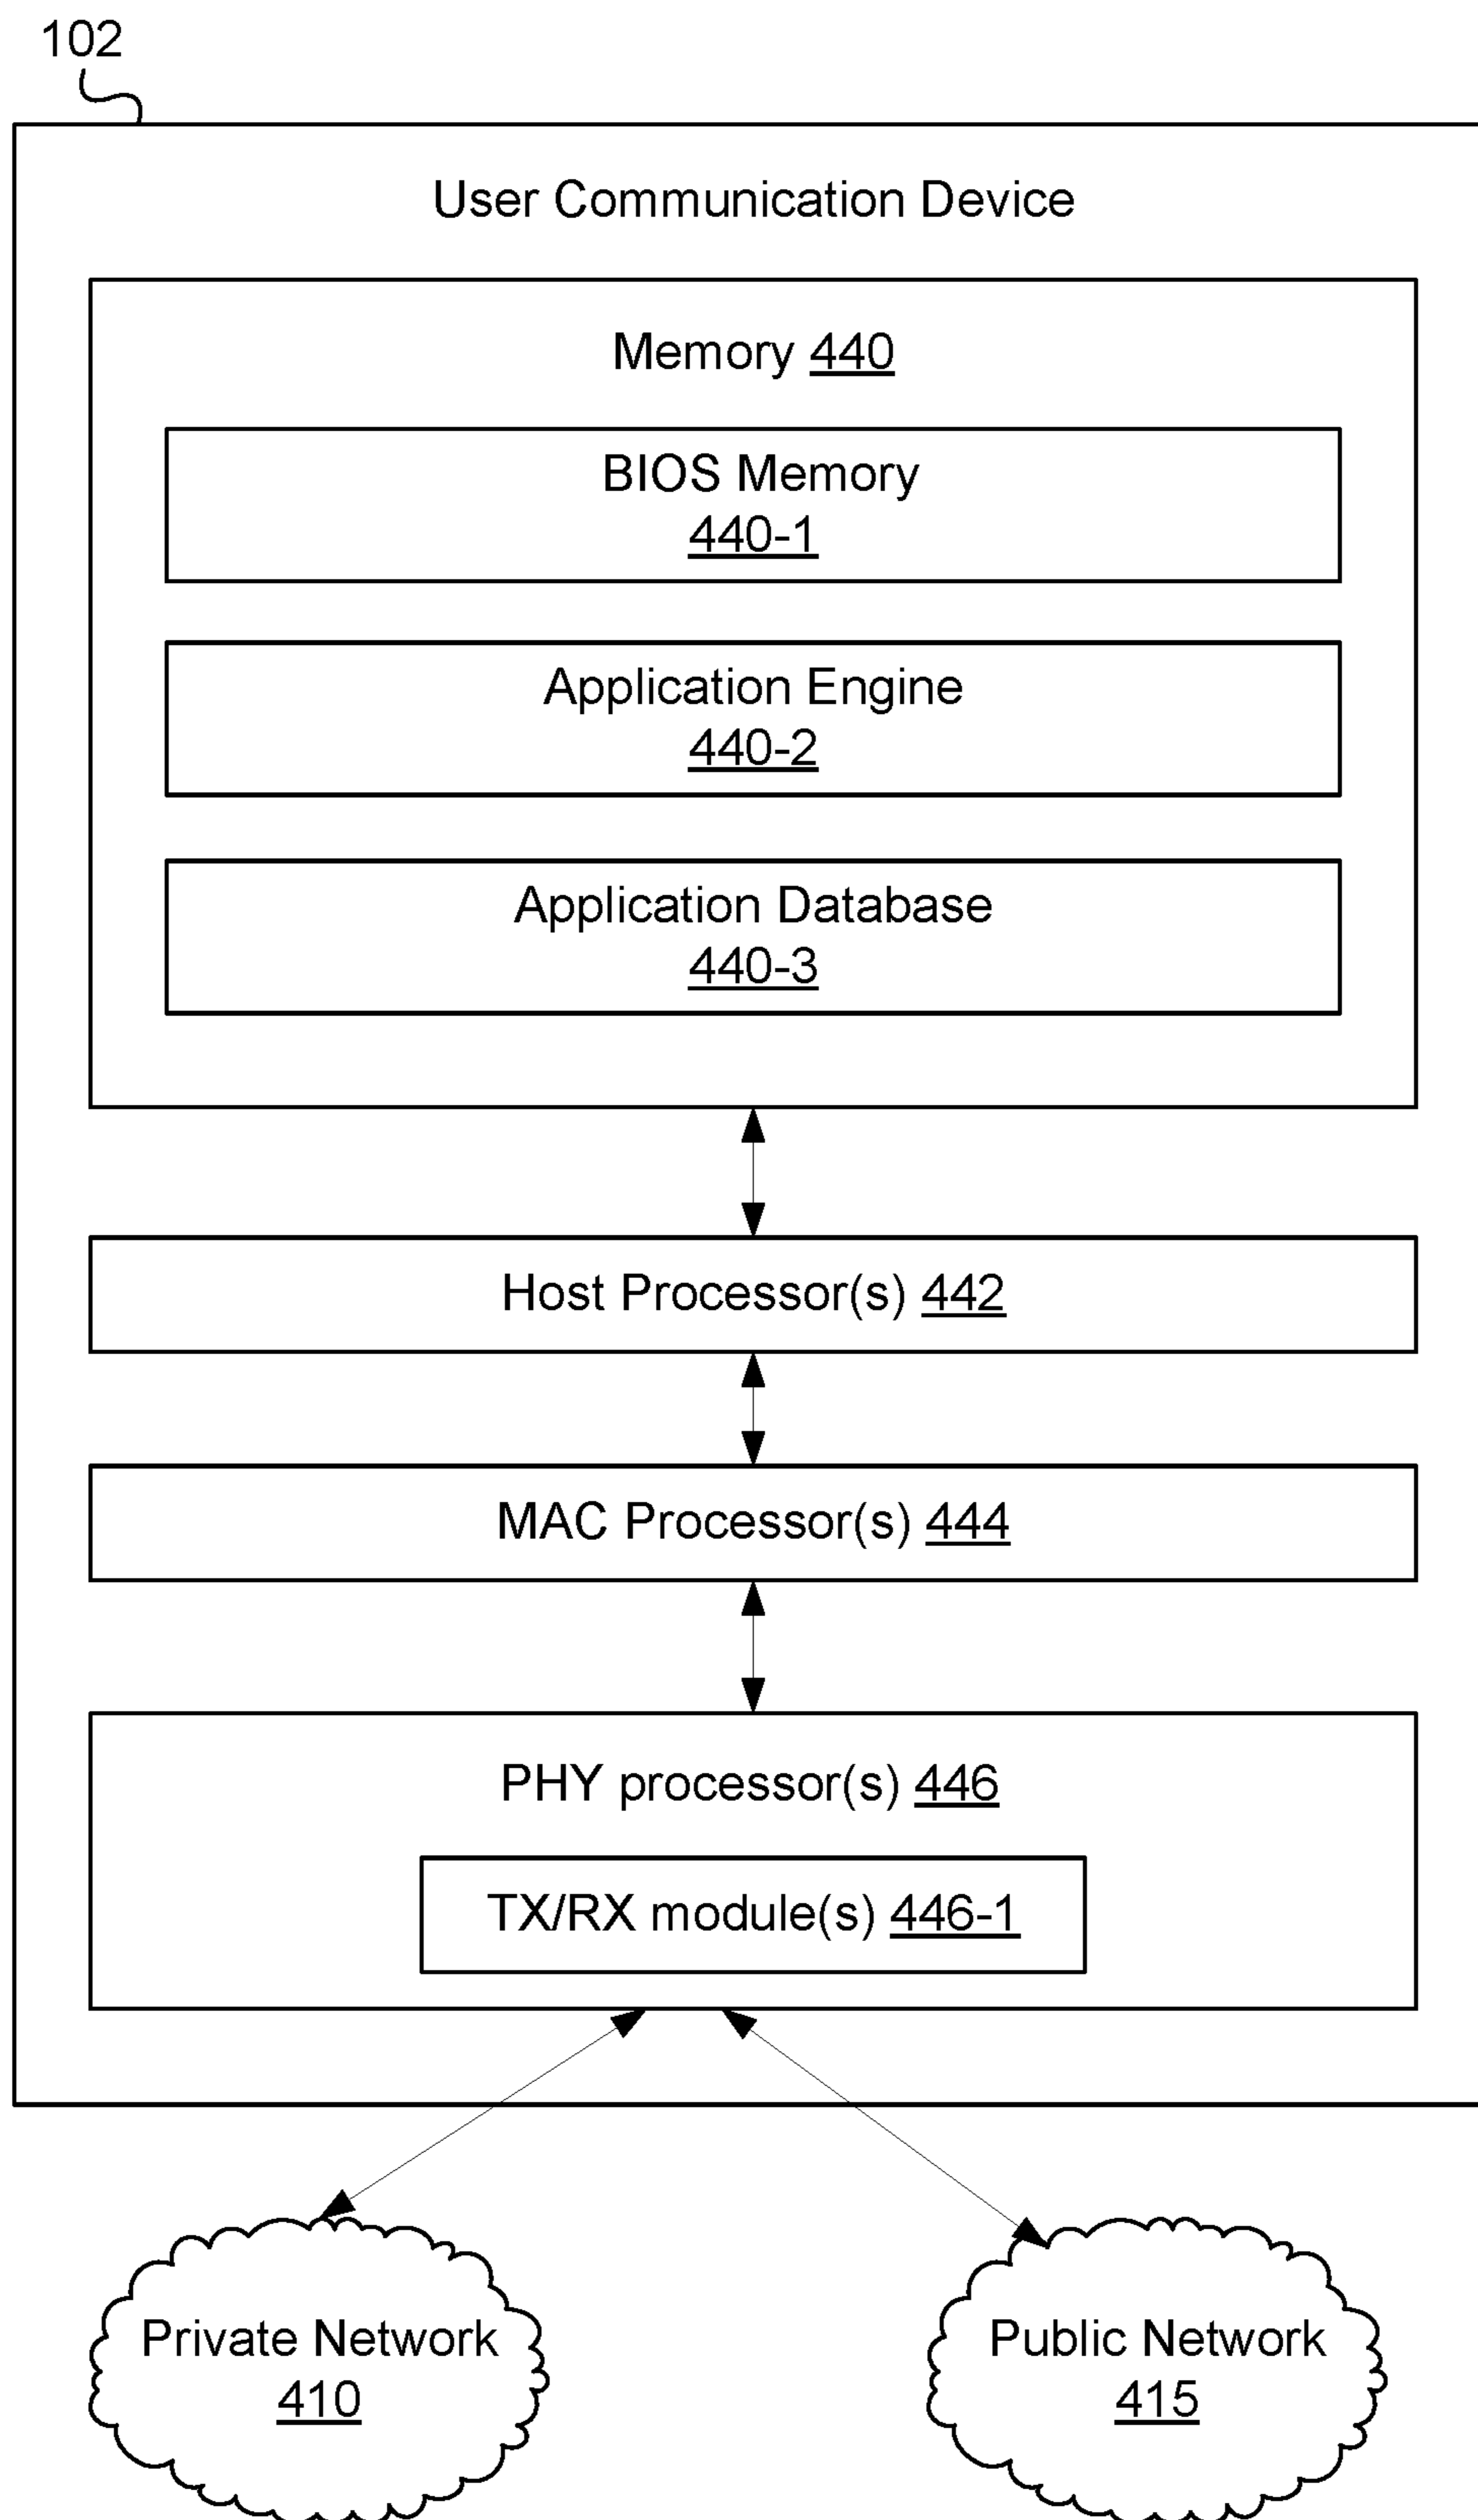 102
User Communication Device
Memory 440
BIOS Memory
440-1
Application Engine
440-2
Application Database
440-3
Host Processor(s) 442
MAC Processor(s) 444
PHY processor(s) 446
TX/RX module(s) 446-1
Private Network
410
Public Network
415